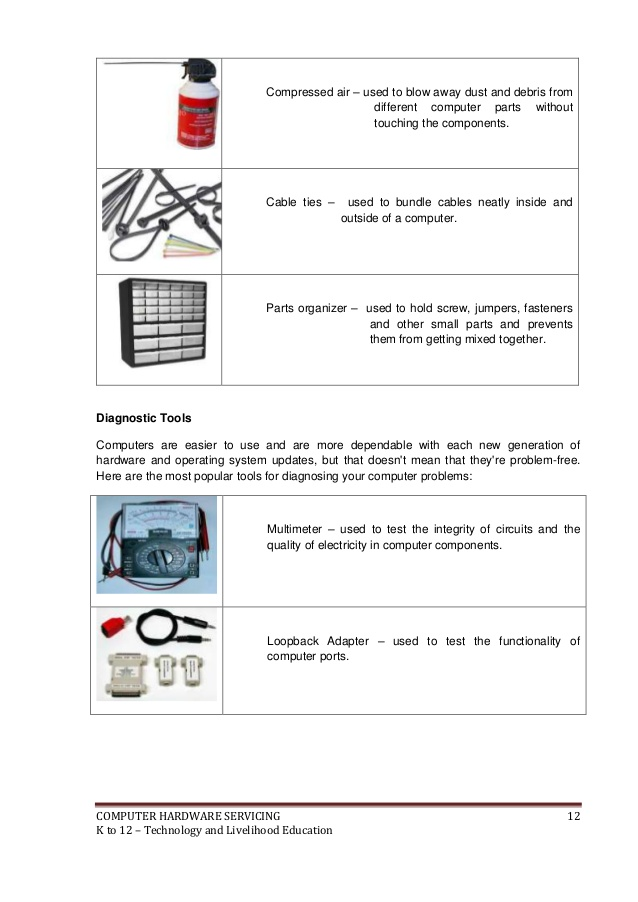 Compressed air – used to blow away dust and debris from
different computer parts without
touching the components.
Cable ties – used to bundle cables neatly inside and
outside of a computer.
Parts organizer – used to hold screw, jumpers, fasteners
and other small parts and prevents
them from getting mixed together.
Diagnostic Tools
Computers are easier to use and are more dependable with each new generation of
hardware and operating system updates, but that doesn't mean that they're problem-free.
Here are the most popular tools for diagnosing your computer problems:
Multimeter – used to test the integrity of circuits and the
quality of electricity in computer components.
Loopback Adapter – used to test the functionality of
computer ports.
COMPUTER HARDWARE SERVICING 12
K to 12 – Technology and Livelihood Education